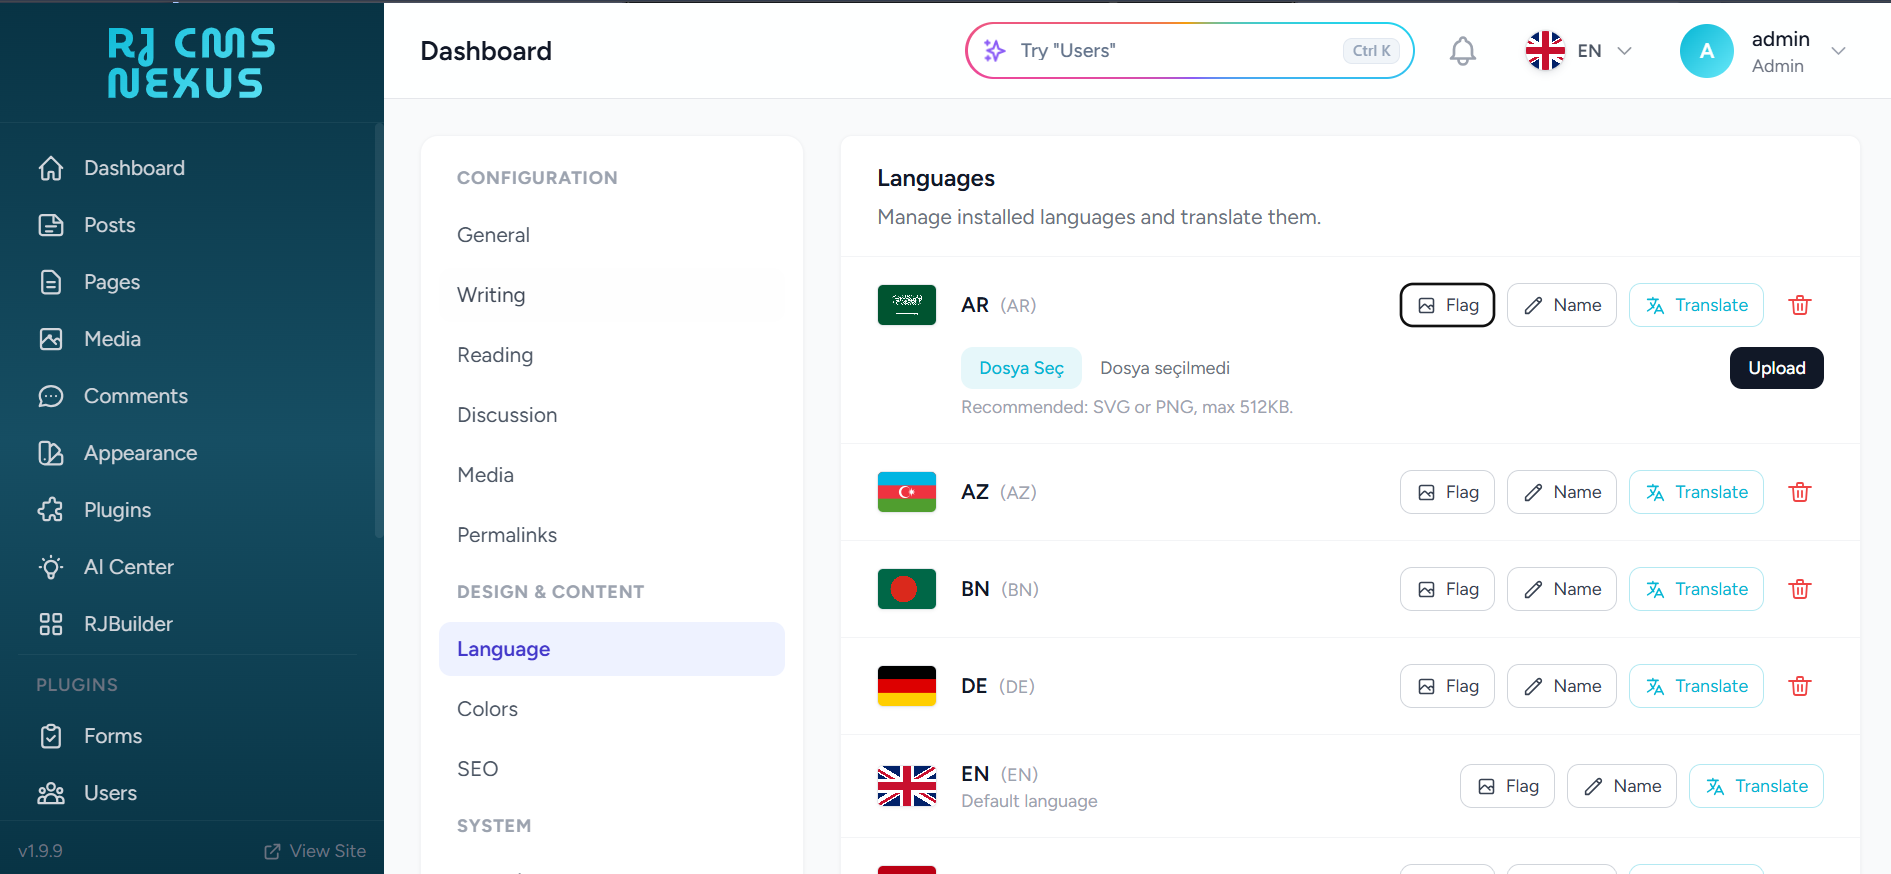 RJ CMS
NEXUS
Dashboard
Posts
Pages
Media
Comments
Appearance
Plugins
AI Center
RJBuilder
PLUGINS
Forms
Users
v1.9.9
View Site
Dashboard
Try "Users"
Ctrl K
EN
A
admin
Admin
CONFIGURATION
General
Writing
Reading
Discussion
Media
Permalinks
DESIGN & CONTENT
Language
Colors
SEO
SYSTEM
Languages
Manage installed languages and translate them.
AR (AR)
Flag
Name
Translate
Dosya Seç
Dosya seçilmedi
Upload
Recommended: SVG or PNG, max 512KB.
AZ (AZ)
Flag
Name
Translate
BN (BN)
Flag
Name
Translate
DE (DE)
Flag
Name
Translate
EN (EN)
Default language
Flag
Name
Translate